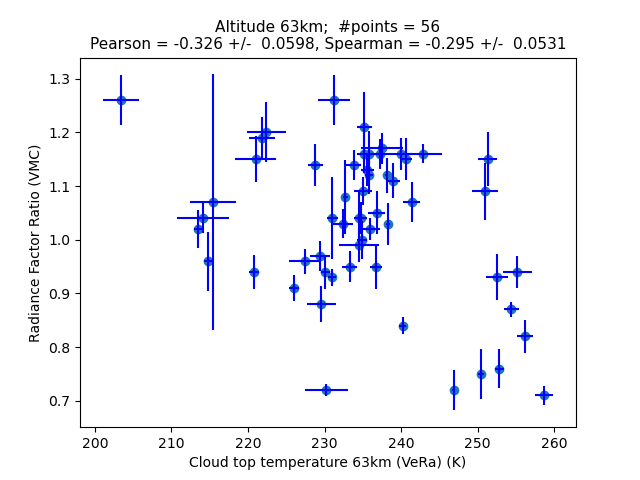 Altitude 63km;  #points = 56
Pearson = -0.326 +/-  0.0598, Spearman = -0.295 +/-  0.0531
1.3
1.2
1.1
1.0
0.9
0.8
0.7
Radiance Factor Ratio (VMC)
200 210 220 230 240 250 260
Cloud top temperature 63km (VeRa) (K)